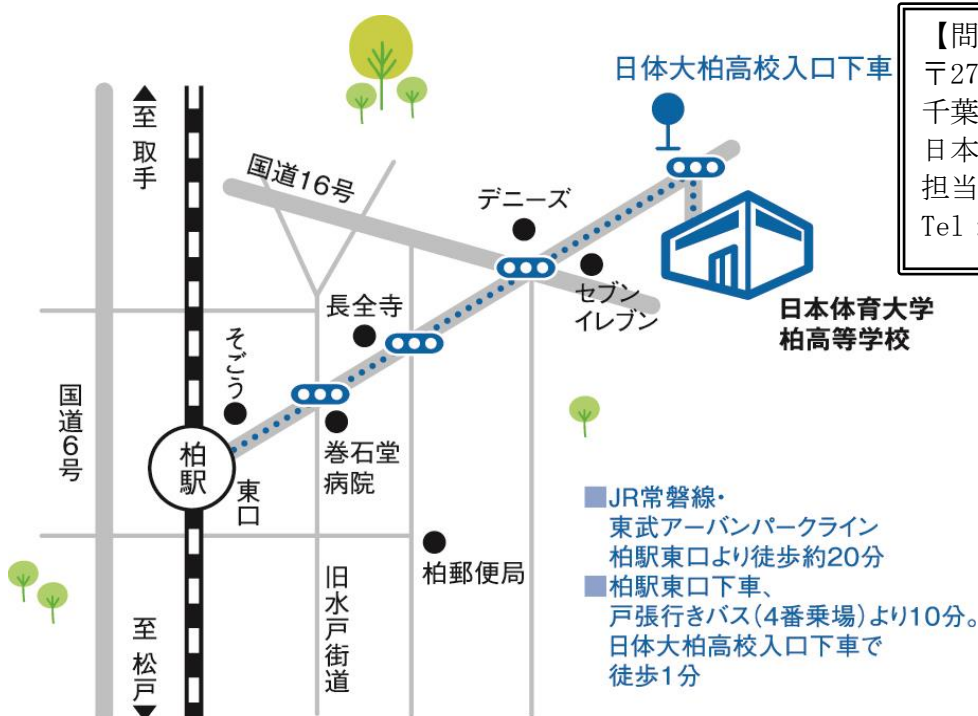 日体大柏高校入口下車
【問
〒27
千葉
日本
担当
Tel
至 取手
国道16号
デニーズ
セブン
イレブン
日本体育大学
柏高等学校
長全寺
そごう
国道6号
柏駅
東口
巻石堂
病院
柏郵便局
旧水戸街道
至 松戸
■JR常磐線・
東武アーバンパークライン
柏駅東口より徒歩約20分
■柏駅東口下車、
戸張行きバス(4番乗場)より10分。
日体大柏高校入口下車で
徒歩1分